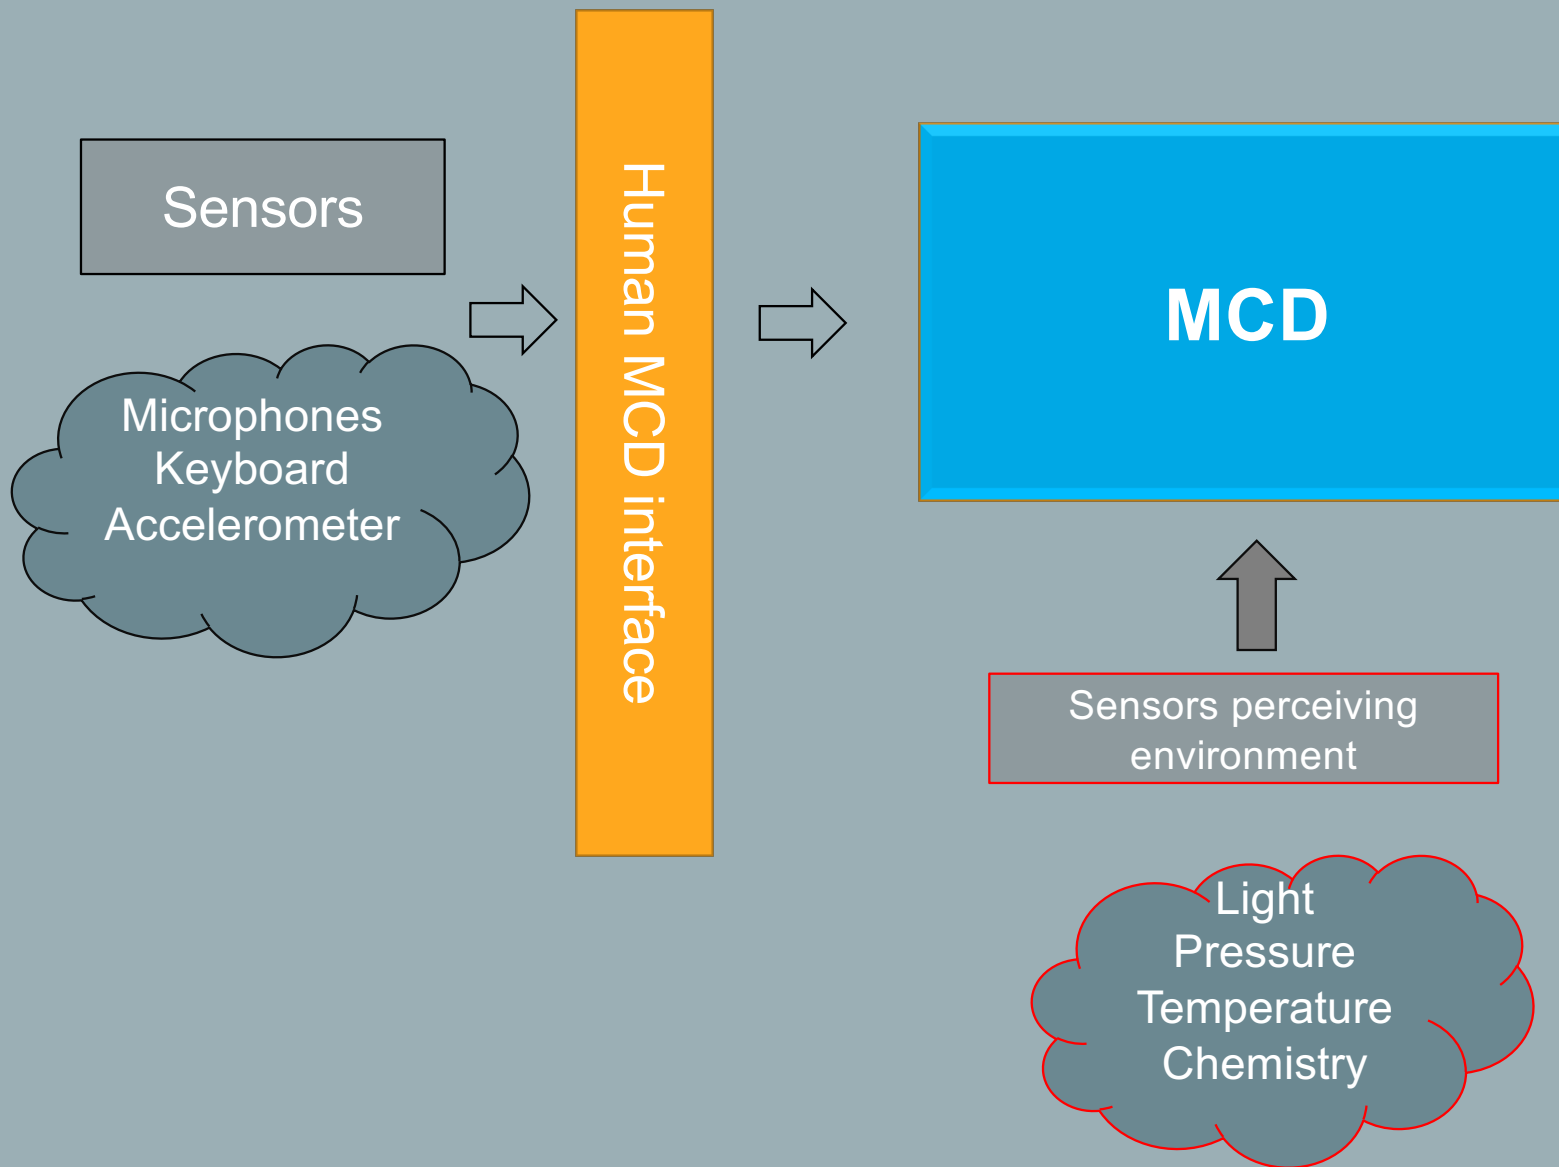 Sensors
Microphones
Keyboard
Accelerometer
Human MCD interface
MCD
Sensors perceiving
environment
Light
Pressure
Temperature
Chemistry